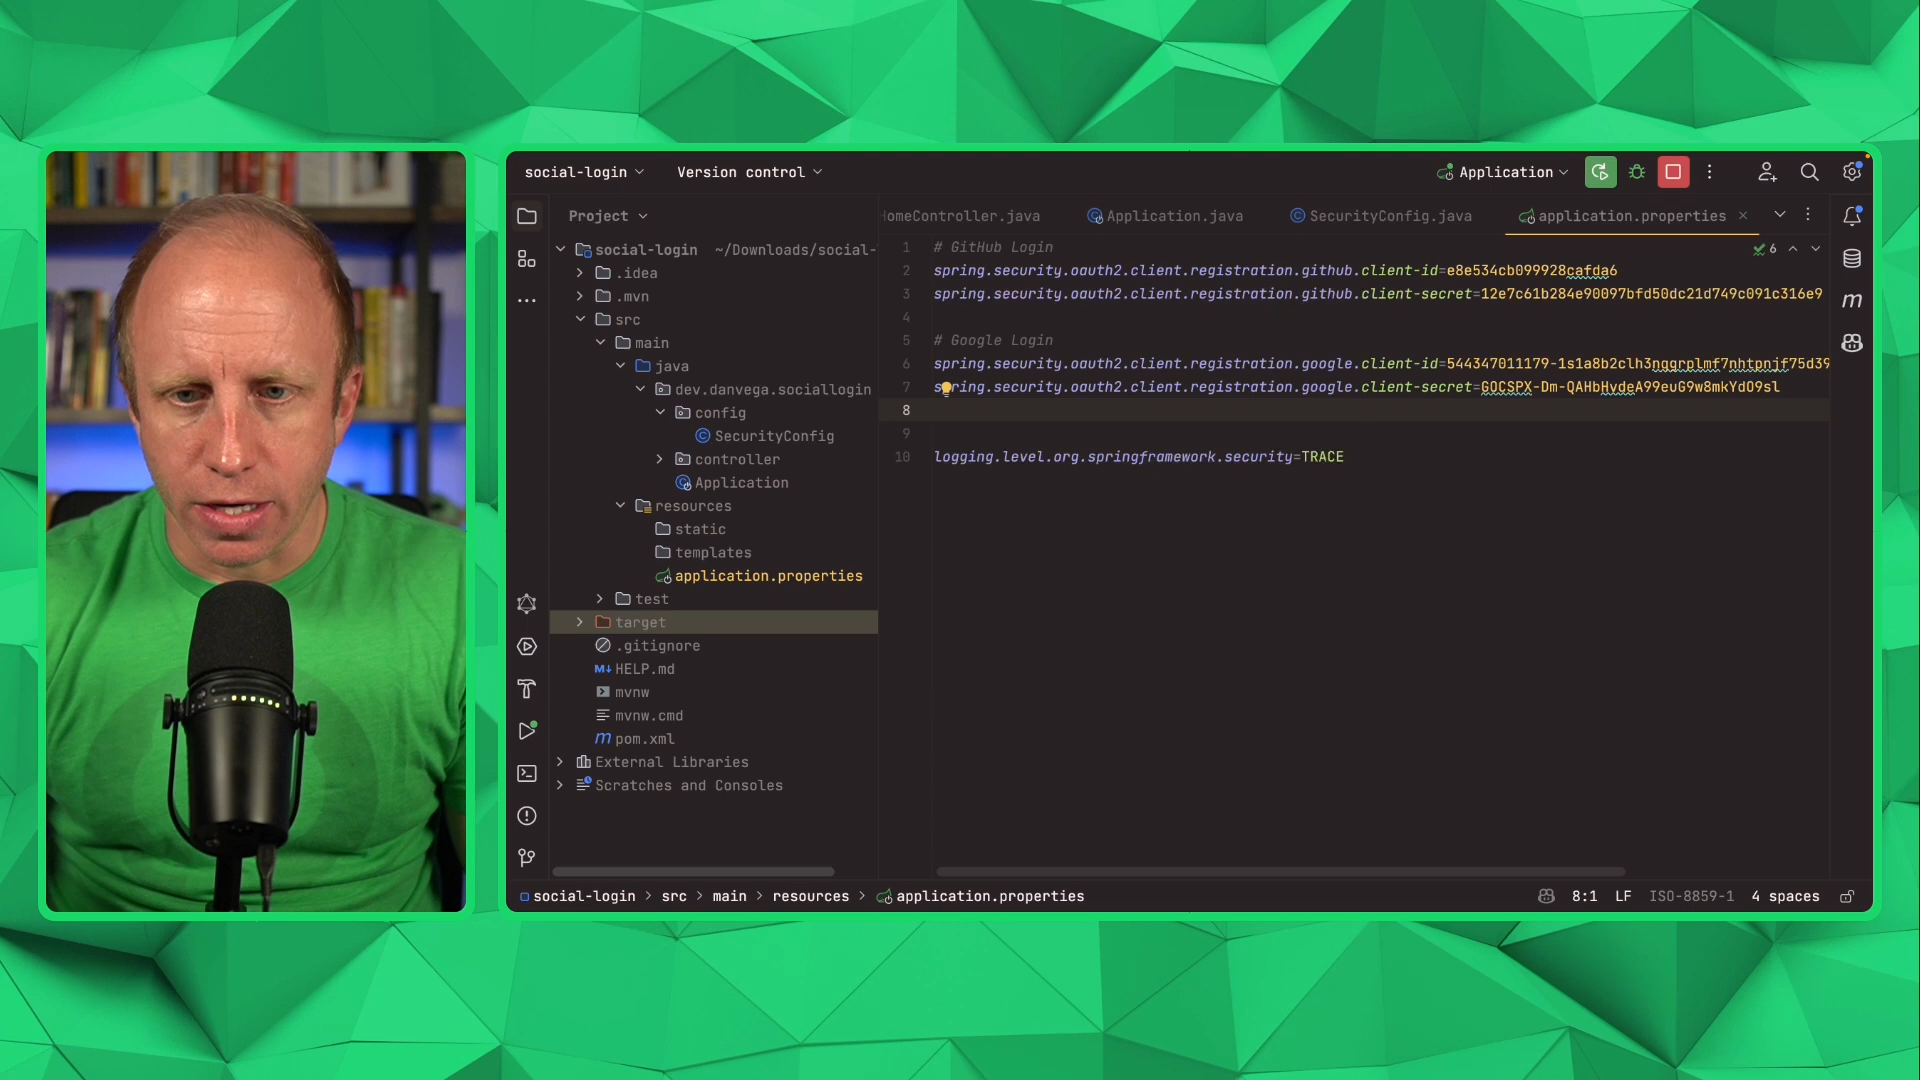 social-login
Version control
Application
Project
omeController.java
Application.java
SecurityConfig.java
application.properties
social-login ~/Downloads/social-
.idea
.mvn
src
main
java
dev.danvega.sociallogin
config
SecurityConfig
controller
Application
resources
static
templates
application.properties
test
target
.gitignore
HELP.md
mvnw
mvnw.cmd
pom.xml
External Libraries
Scratches and Consoles
1 # GitHub Login
2 spring.security.oauth2.client.registration.github.client-id=e8e534cb099928cafda6
3 spring.security.oauth2.client.registration.github.client-secret=12e7c61b284e90097bfd50dc21d749c091c316e9
4
5 # Google Login
6 spring.security.oauth2.client.registration.google.client-id=544347011179-1s1a8b2clh3nqgrplmf7nhtpnjf75d39
7 spring.security.oauth2.client.registration.google.client-secret=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
8
9
10 logging.level.org.springframework.security=TRACE
6
social-login > src > main > resources > application.properties
8:1 LF ISO-8859-1 4 spaces